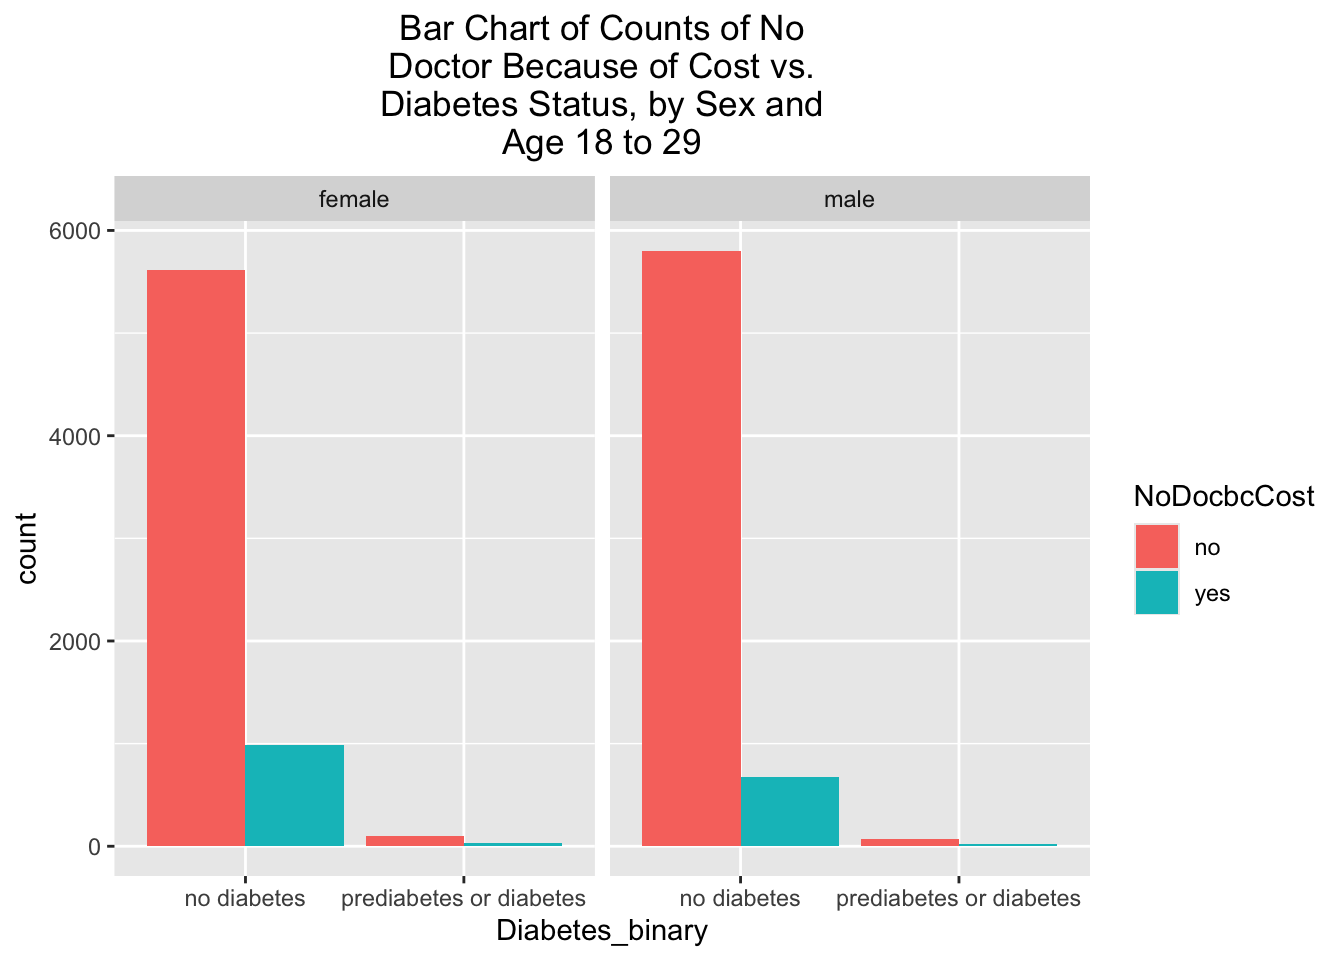 Bar Chart of Counts of No
Doctor Because of Cost vs.
Diabetes Status, by Sex and
Age 18 to 29
female
male
6000
4000
2000
0
count
no diabetes
prediabetes or diabetes
no diabetes
prediabetes or diabetes
Diabetes_binary
NoDocbcCost
no
yes